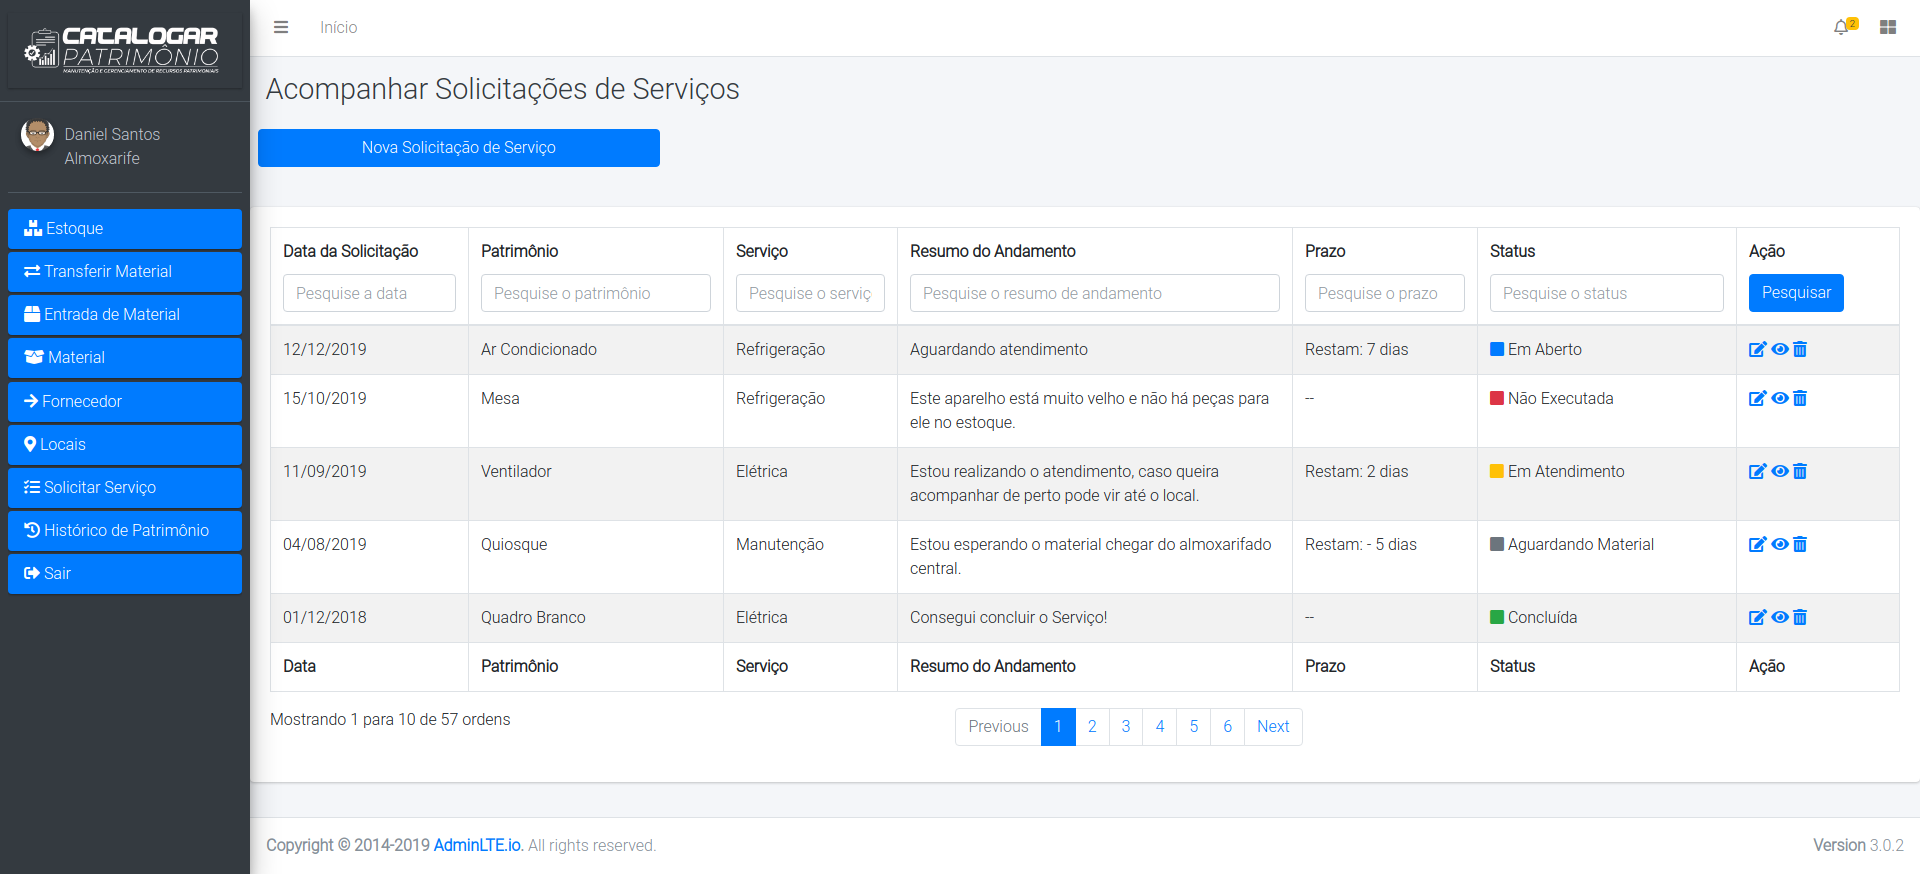 CATALOGAR
PATRIMÔNIO
MANUTENÇÃO E GERENCIAMENTO DE RECURSOS PATRIMONIAIS
Início
2
Daniel Santos
Almoxarife
Estoque
Transferir Material
Entrada de Material
Material
Fornecedor
Locais
Solicitar Serviço
Histórico de Patrimônio
Sair
Acompanhar Solicitações de Serviços
Nova Solicitação de Serviço
Data da Solicitação Patrimônio Serviço Resumo do Andamento Prazo Status Ação
Pesquise a data Pesquise o patrimônio Pesquise o serviç Pesquise o resumo de andamento Pesquise o prazo Pesquise o status Pesquisar
12/12/2019 Ar Condicionado Refrigeração Aguardando atendimento Restam: 7 dias Em Aberto
15/10/2019 Mesa Refrigeração Este aparelho está muito velho e não há peças para -- Não Executada
ele no estoque.
11/09/2019 Ventilador Elétrica Estou realizando o atendimento, caso queira Restam: 2 dias Em Atendimento
acompanhar de perto pode vir até o local.
04/08/2019 Quiosque Manutenção Estou esperando o material chegar do almoxarifado Restam: - 5 dias Aguardando Material
central.
01/12/2018 Quadro Branco Elétrica Consegui concluir o Serviço! -- Concluída
Data Patrimônio Serviço Resumo do Andamento Prazo Status Ação
Mostrando 1 para 10 de 57 ordens
Previous 1 2 3 4 5 6 Next
Copyright © 2014-2019 AdminLTE.io. All rights reserved.
Version 3.0.2